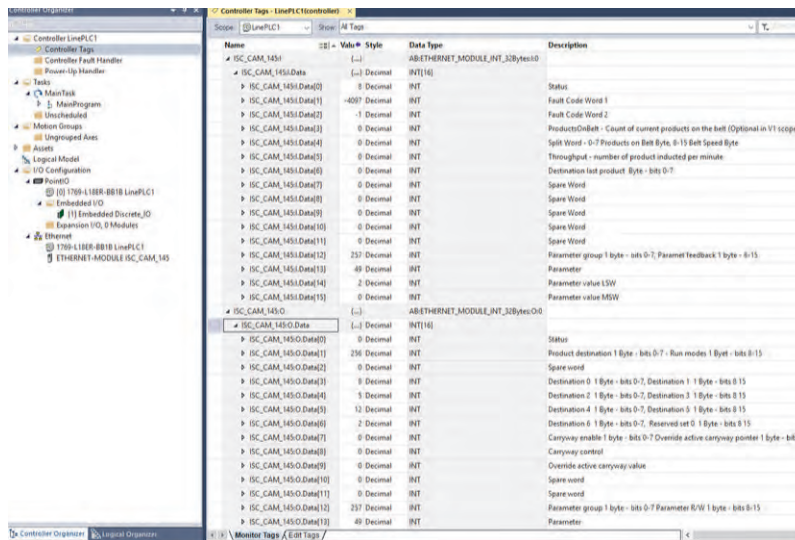 Controller Organizer
Controller Tags - LinePLC1(controller)
Scope: LinePLC1 Show: All Tags
Controller LinePLC1
Controller Tags
Controller Fault Handler
Power-Up Handler
Tasks
MainTask
MainProgram
Unscheduled
Motion Groups
Ungrouped Axes
Assets
Logical Model
I/O Configuration
PointIO
[0] 1769-L18ER-BB1B LinePLC1
Embedded I/O
[1] Embedded Discrete_IO
Expansion I/O, 0 Modules
Ethernet
1769-L18ER-BB1B LinePLC1
ETHERNET-MODULE ISC_CAM_145
Controller Organizer Logical Organizer
Name Value Style Data Type Description
ISC_CAM_145:I {...} AB:ETHERNET_MODULE_INT_32Bytes:I:0
ISC_CAM_145:I.Data {...} Decimal INT[16]
ISC_CAM_145:I.Data[0] 8 Decimal INT Status
ISC_CAM_145:I.Data[1] -4097 Decimal INT Fault Code Word 1
ISC_CAM_145:I.Data[2] -1 Decimal INT Fault Code Word 2
ISC_CAM_145:I.Data[3] 0 Decimal INT ProductsOnBelt - Count of current products on the belt (Optional in V1 scope
ISC_CAM_145:I.Data[4] 0 Decimal INT Split Word - 0-7 Products on Belt Byte, 8-15 Belt Speed Byte
ISC_CAM_145:I.Data[5] 0 Decimal INT Throughput - number of product inducted per minute
ISC_CAM_145:I.Data[6] 0 Decimal INT Destination last product Byte - bits 0-7
ISC_CAM_145:I.Data[7] 0 Decimal INT Spare Word
ISC_CAM_145:I.Data[8] 0 Decimal INT Spare Word
ISC_CAM_145:I.Data[9] 0 Decimal INT Spare Word
ISC_CAM_145:I.Data[10] 0 Decimal INT Spare Word
ISC_CAM_145:I.Data[11] 0 Decimal INT Spare Word
ISC_CAM_145:I.Data[12] 257 Decimal INT Parameter group 1 byte - bits 0-7, Paramet feedback 1 byte - 8-15
ISC_CAM_145:I.Data[13] 49 Decimal INT Parameter
ISC_CAM_145:I.Data[14] 2 Decimal INT Parameter value LSW
ISC_CAM_145:I.Data[15] 0 Decimal INT Parameter value MSW
ISC_CAM_145:O {...} AB:ETHERNET_MODULE_INT_32Bytes:O:0
ISC_CAM_145:O.Data {...} Decimal INT[16]
ISC_CAM_145:O.Data[0] 0 Decimal INT Status
ISC_CAM_145:O.Data[1] 256 Decimal INT Product destination 1 Byte - bits 0-7 - Run modes 1 Byet - bits 8-15
ISC_CAM_145:O.Data[2] 0 Decimal INT Spare word
ISC_CAM_145:O.Data[3] 8 Decimal INT Destination 0 1 Byte - bits 0-7, Destination 1 1 Byte - bits 8 15
ISC_CAM_145:O.Data[4] 5 Decimal INT Destination 2 1 Byte - bits 0-7, Destination 3 1 Byte - bits 8 15
ISC_CAM_145:O.Data[5] 12 Decimal INT Destination 4 1 Byte - bits 0-7, Destination 5 1 Byte - bits 8 15
ISC_CAM_145:O.Data[6] 2 Decimal INT Destination 6 1 Byte - bits 0-7, Reserved set 0 1 Byte - bits 8 15
ISC_CAM_145:O.Data[7] 0 Decimal INT Carryway enable 1 byte - bits 0-7 Override active carryway pointer 1 byte - bit
ISC_CAM_145:O.Data[8] 0 Decimal INT Carryway control
ISC_CAM_145:O.Data[9] 0 Decimal INT Override active carryway value
ISC_CAM_145:O.Data[10] 0 Decimal INT Spare word
ISC_CAM_145:O.Data[11] 0 Decimal INT Spare word
ISC_CAM_145:O.Data[12] 257 Decimal INT Parameter group 1 byte - bits 0-7 Parameter R/W 1 byte - bits 8-15
ISC_CAM_145:O.Data[13] 49 Decimal INT Parameter
Monitor Tags Edit Tags